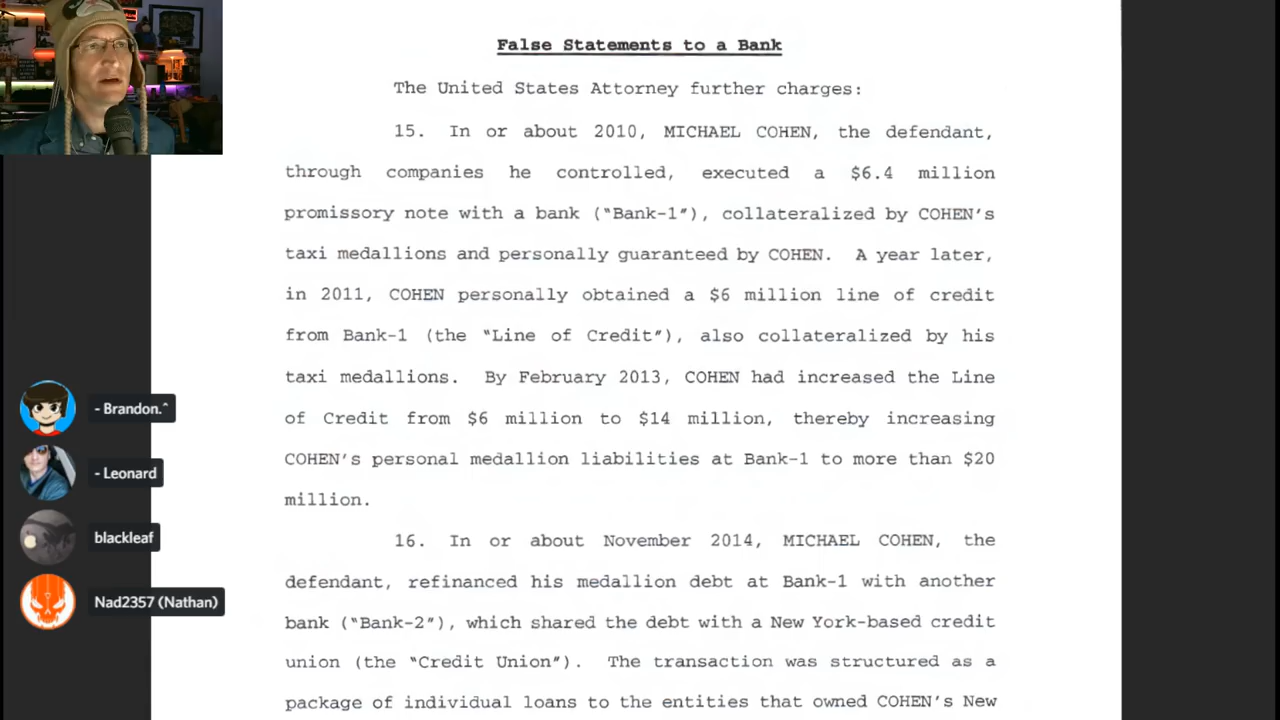 False Statements to a Bank
The United States Attorney further charges:
15. In or about 2010, MICHAEL COHEN, the defendant,
through companies he controlled, executed a $6.4 million
promissory note with a bank ("Bank-1"), collateralized by COHEN's
taxi medallions and personally guaranteed by COHEN. A year later,
in 2011, COHEN personally obtained a $6 million line of credit
from Bank-1 (the "Line of Credit"), also collateralized by his
taxi medallions. By February 2013, COHEN had increased the Line
of Credit from $6 million to $14 million, thereby increasing
COHEN's personal medallion liabilities at Bank-1 to more than $20
million.
16. In or about November 2014, MICHAEL COHEN, the
defendant, refinanced his medallion debt at Bank-1 with another
bank ("Bank-2"), which shared the debt with a New York-based credit
union (the "Credit Union"). The transaction was structured as a
package of individual loans to the entities that owned COHEN's New
- Brandon.^
- Leonard
blackleaf
Nad2357 (Nathan)